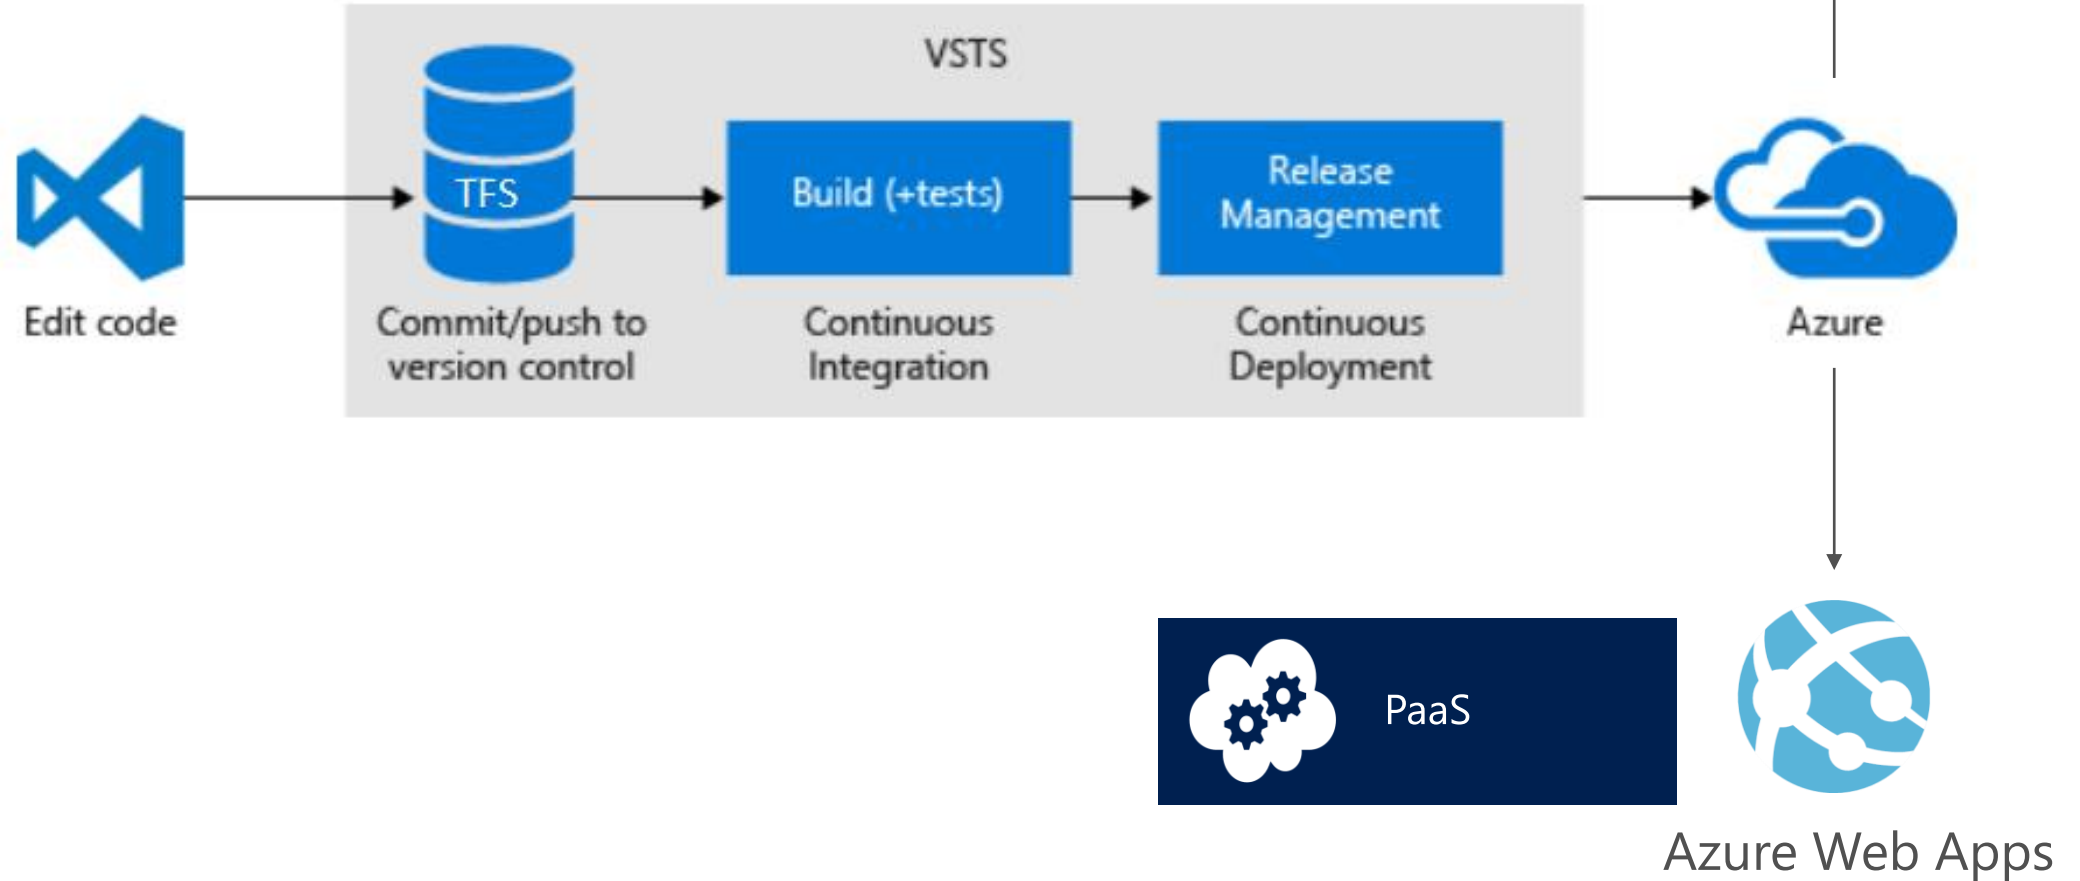 VSTS
TFS
Build (+tests)
Release
Management
Edit code
Commit/push to
version control
Continuous
Integration
Continuous
Deployment
Azure
PaaS
Azure Web Apps